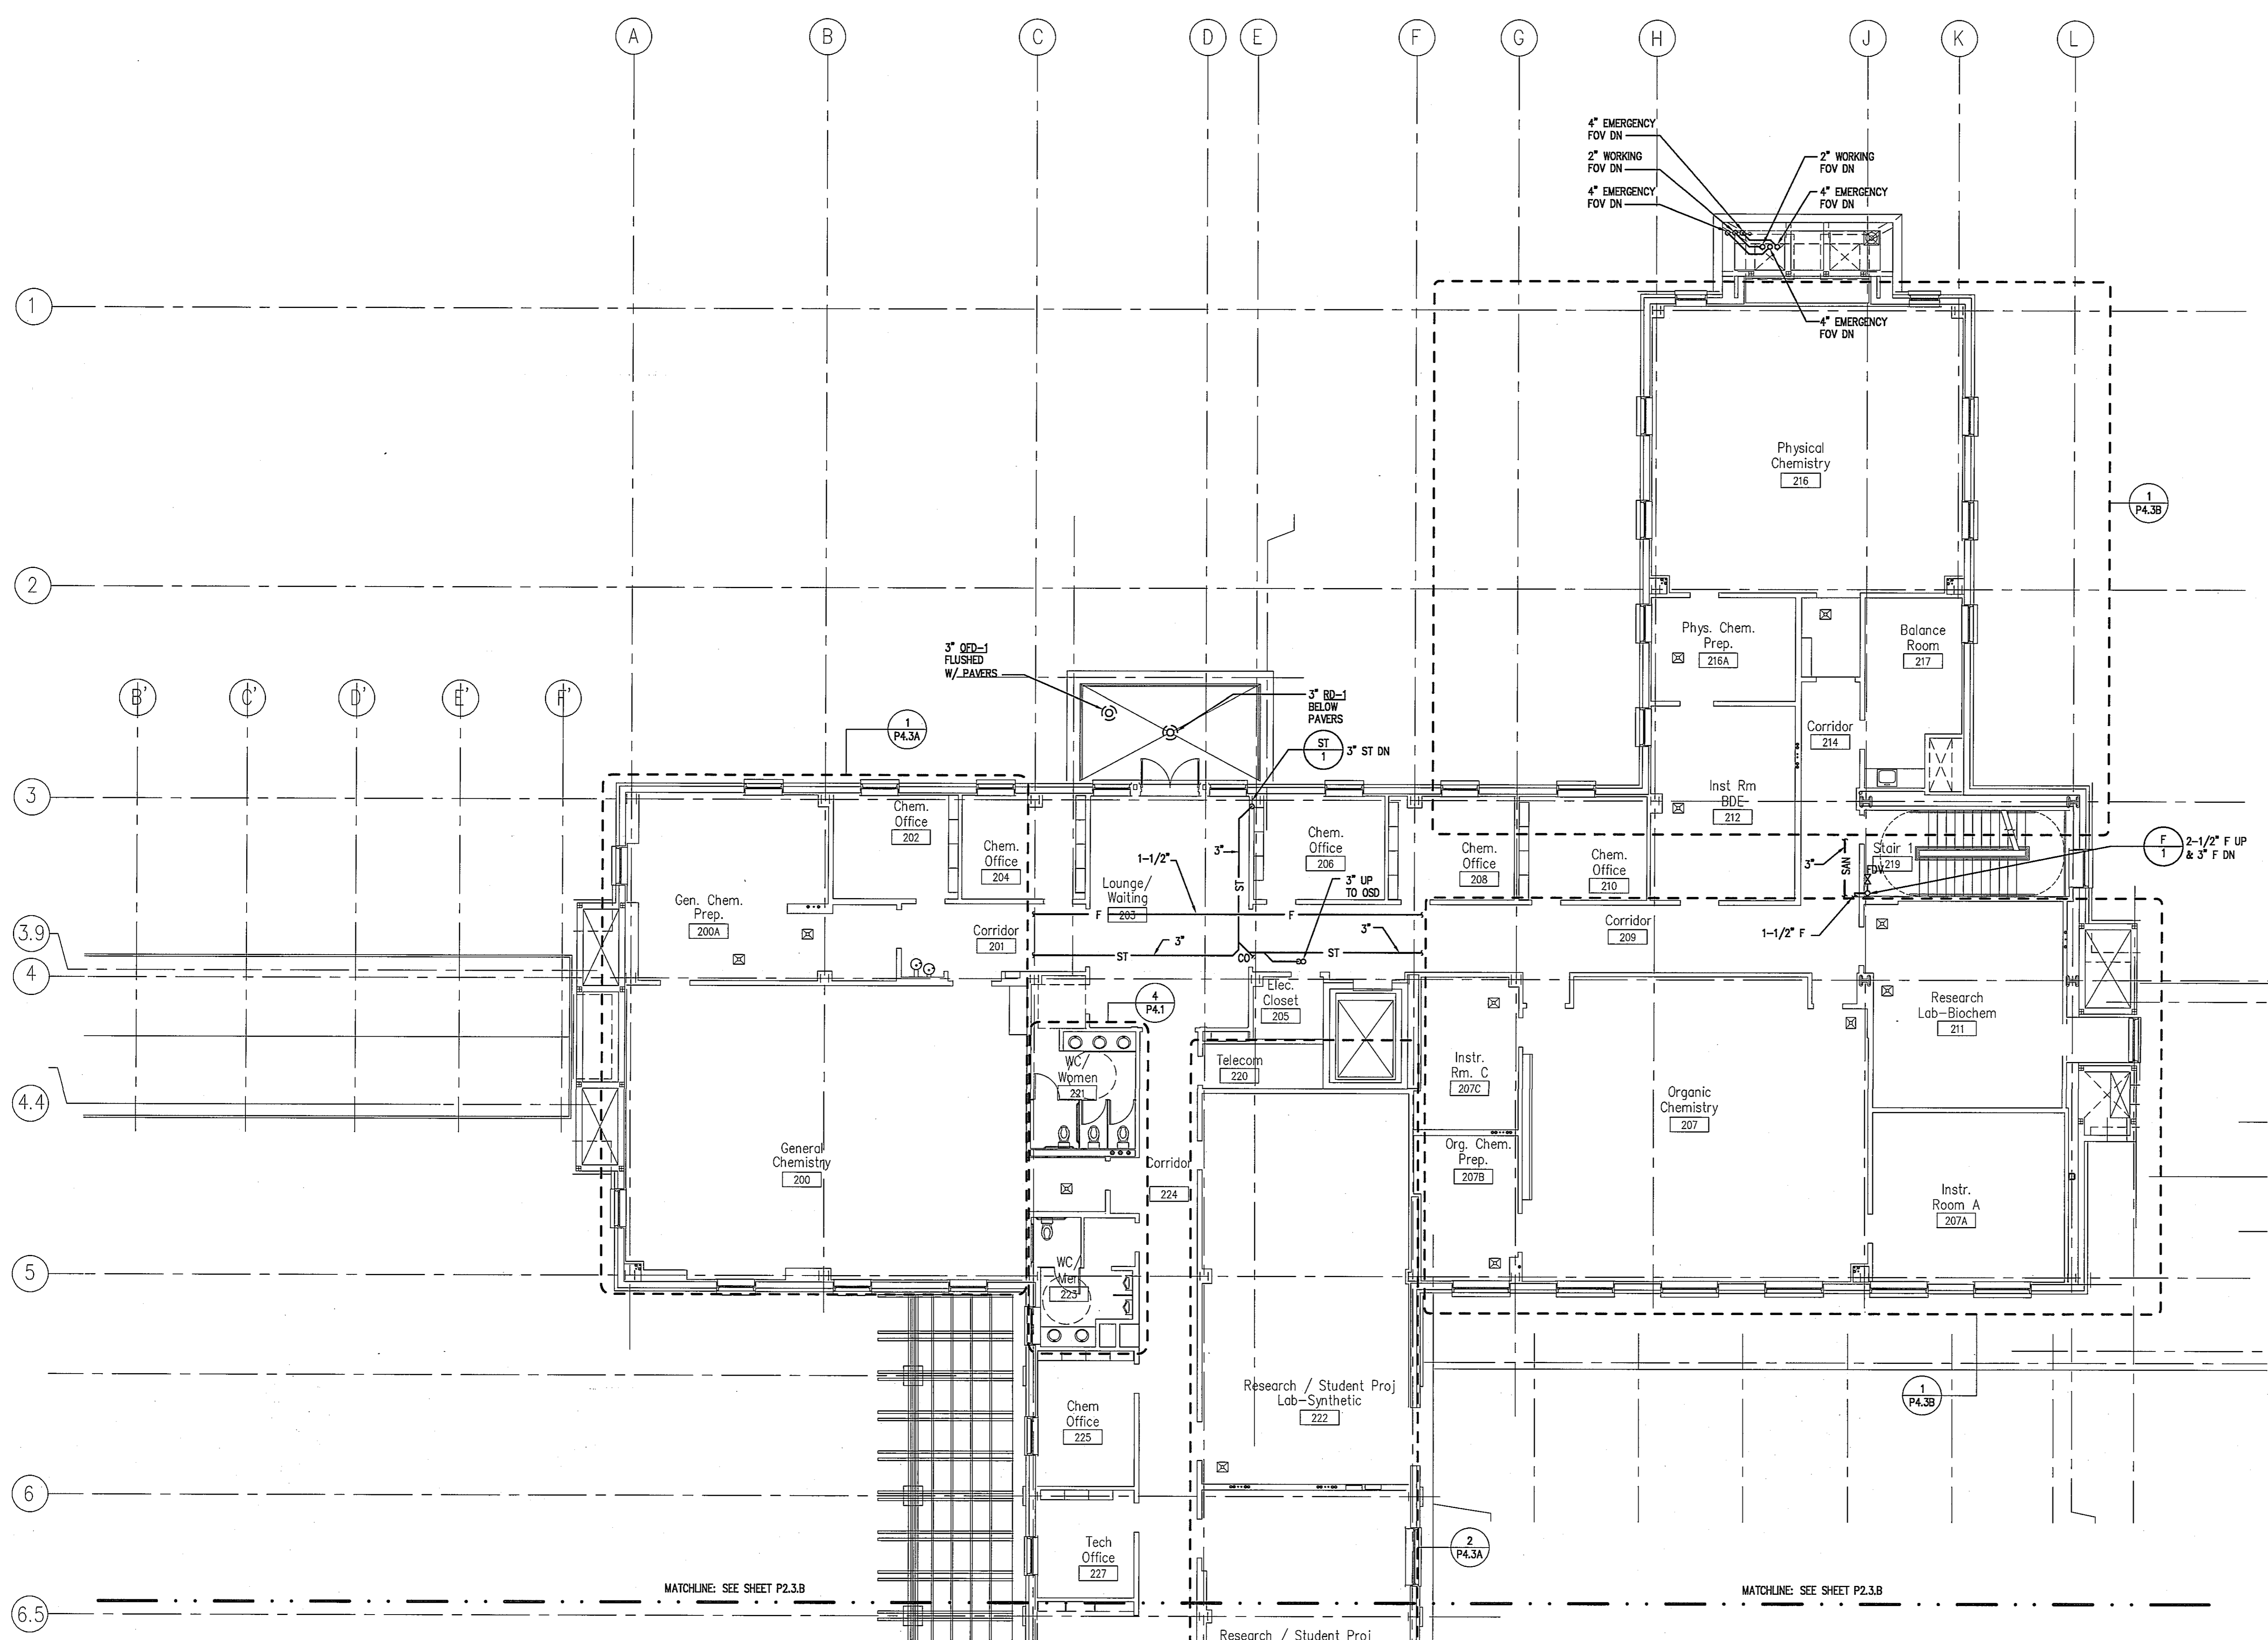 A
B
C
D
E
F
G
H
J
K
L
4" EMERGENCY
FOV DN
2" WORKING
FOV DN
4" EMERGENCY
FOV DN
2" WORKING
FOV DN
4" EMERGENCY
FOV DN
4" EMERGENCY
FOV DN
1
2
3
3.9
4
4.4
5
6
6.5
B'
C'
D'
E'
F'
Physical
Chemistry
216
1
P4.3B
Phys. Chem.
Prep.
216A
Balance
Room
217
3" OFD-1
FLUSHED
W/ PAVERS
3" RD-1
BELOW
PAVERS
ST
1
3" ST DN
1
P4.3A
Corridor
214
Inst Rm
BDE
212
Chem.
Office
202
Chem.
Office
204
Chem.
Office
206
Chem.
Office
208
Chem.
Office
210
Stair 1
219
FDV
F
1
2-1/2" F UP
& 3" F DN
3"
SAN
1-1/2" F
1-1/2"
3"
ST
3" UP
TO OSD
Lounge/
Waiting
203
F
F
Gen. Chem.
Prep.
200A
Corridor
201
Corridor
209
ST
3"
CO
ST
3"
4
P4.1
Elec.
Closet
205
Research
Lab-Biochem
211
WC/
Women
221
Telecom
220
Instr.
Rm. C
207C
Organic
Chemistry
207
General
Chemistry
200
Corridor
224
Org. Chem.
Prep.
207B
Instr.
Room A
207A
WC/
Men
223
Chem
Office
225
Research / Student Proj
Lab-Synthetic
222
1
P4.3B
Tech
Office
227
2
P4.3A
MATCHLINE: SEE SHEET P2.3.B
MATCHLINE: SEE SHEET P2.3.B
Research / Student Proj